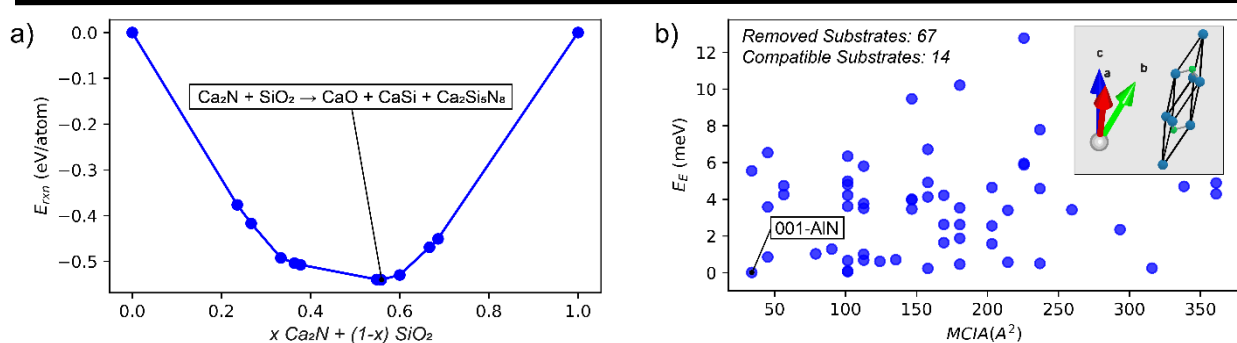 a)
0.0
−0.1
−0.2
−0.3
−0.4
−0.5
E_rxn (eV/atom)
Ca₂N + SiO₂ → CaO + CaSi + Ca₂Si₅N₈
0.0 0.2 0.4 0.6 0.8 1.0
x Ca₂N + (1-x) SiO₂
b)
12
10
8
6
4
2
0
E_E (meV)
Removed Substrates: 67
Compatible Substrates: 14
c
a
b
001-AlN
50 100 150 200 250 300 350
MCIA(A²)